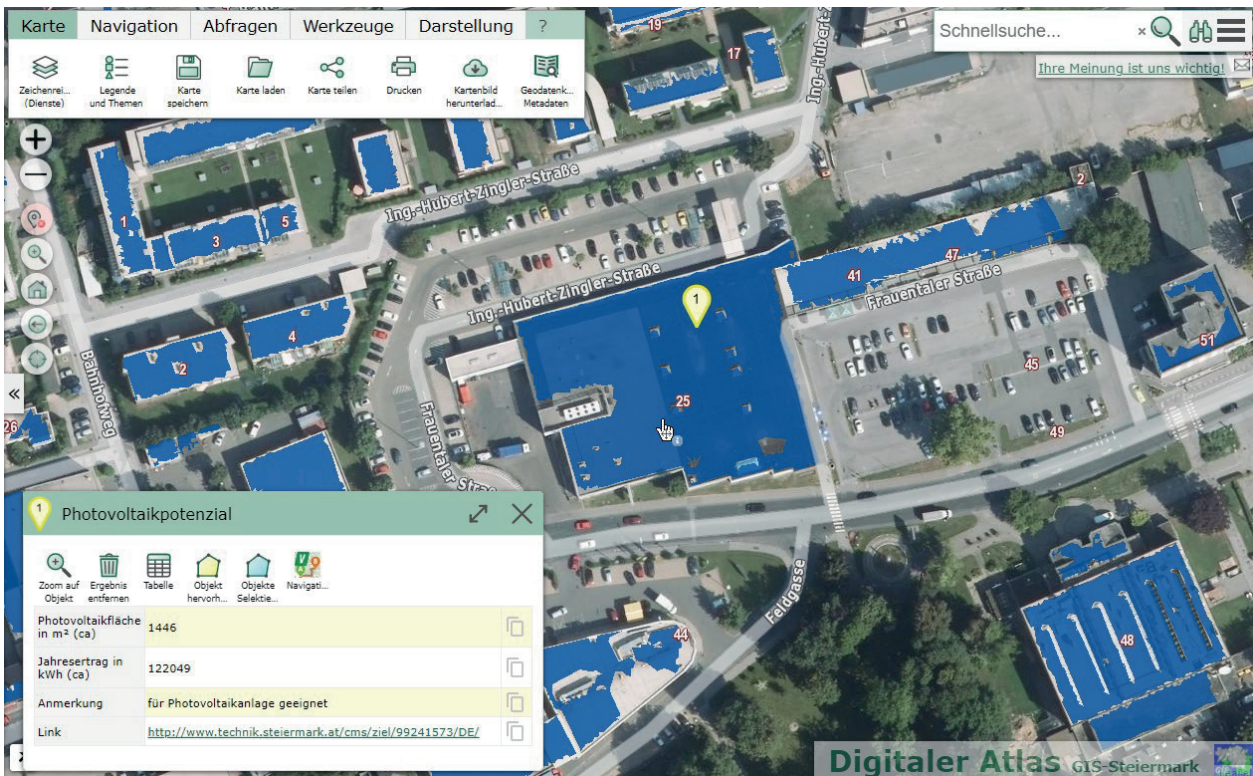 Karte Navigation Abfragen Werkzeuge Darstellung ?
Schnellsuche...
Ihre Meinung ist uns wichtig!
Zeichenrei...
(Dienste)
Legende
und Themen
Karte
speichern
Karte laden
Karte teilen
Drucken
Kartenbild
herunterlad...
Geodatenk...
Metadaten
19
17
Ing.-Hubert-Zingler-Straße
Ing.-Hubert-Zingler-Straße
1
3
5
2
1
41
47
Frauentaler Straße
4
2
51
45
25
49
26
Bahnhofweg
Feldgasse
44
48
1
Photovoltaikpotenzial
Zoom auf
Objekt
Ergebnis
entfernen
Tabelle
Objekt
hervorh...
Objekte
Selektie...
Navigati...
Photovoltaikfläche
in m² (ca)
1446
Jahresertrag in
kWh (ca)
122049
Anmerkung
für Photovoltaikanlage geeignet
Link
http://www.technik.steiermark.at/cms/ziel/99241573/DE/
Digitaler Atlas GIS-Steiermark